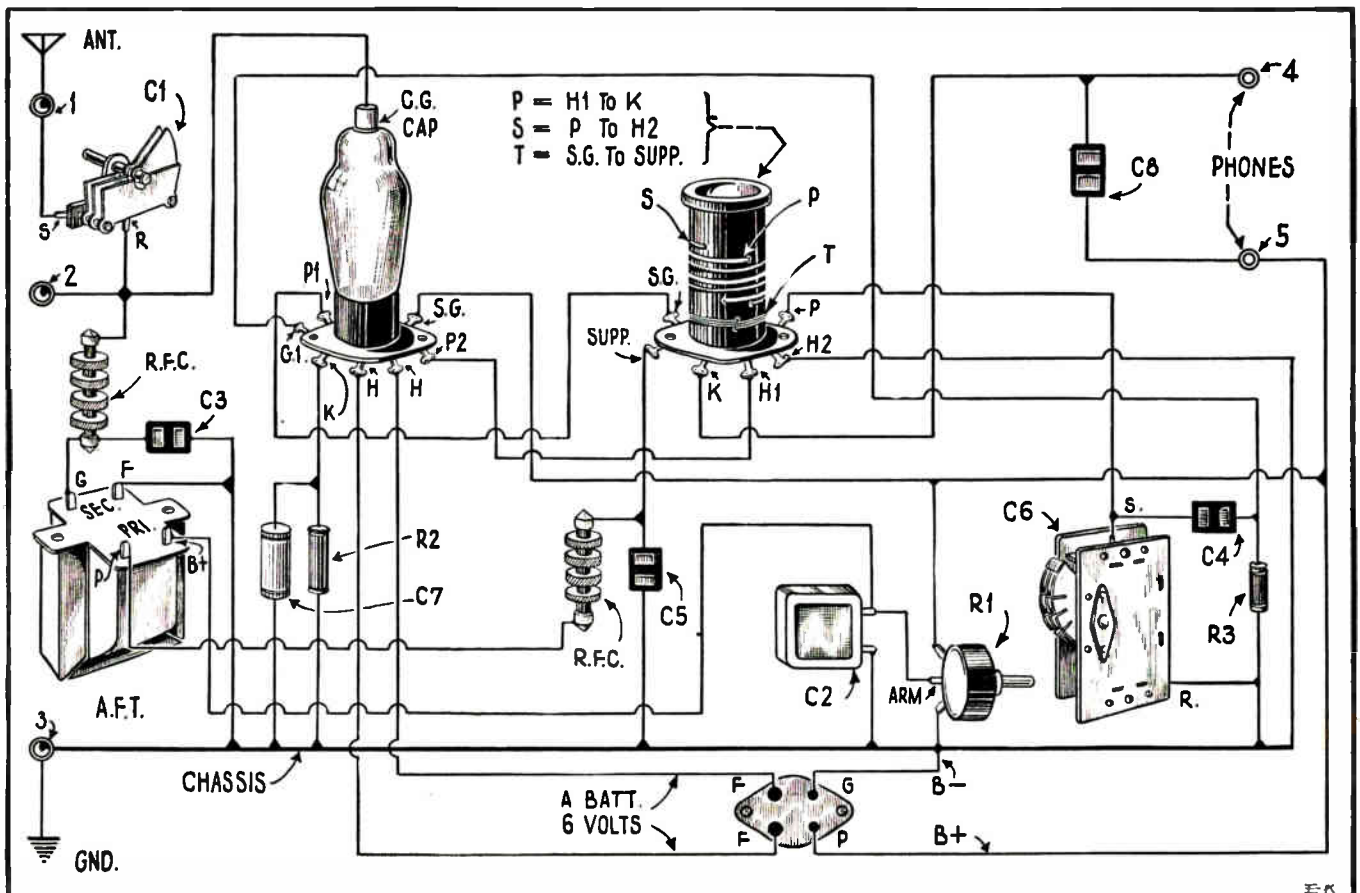 ANT.
1
C1
S
R
2
C.G.
CAP
P = H1 To K
S = P To H2
T = S.G. To SUPP.
4
C8
PHONES
5
S
P
T
R.F.C.
C3
P1
S.G.
G1.
P2
K
H
H
S.G.
P
SUPP.
H2
K
H1
G
F
SEC.
PRI.
P
B+
A.F.T.
R2
C7
R.F.C.
C5
C2
R1
ARM
C6
S.
C4
R3
R.
3
CHASSIS
GND.
A BATT.
6 VOLTS
F
G
F
P
B-
B+